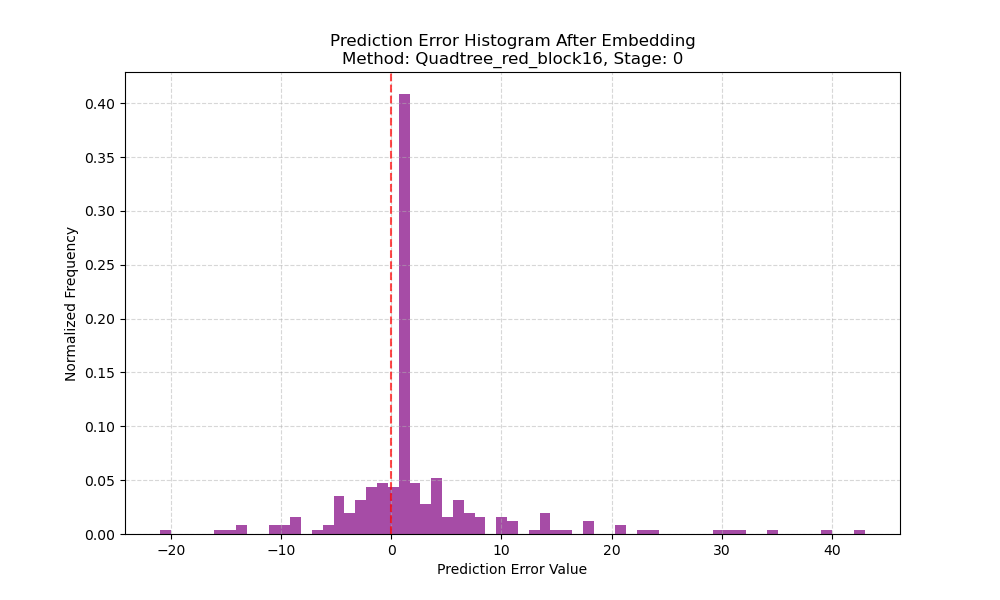 Prediction Error Histogram After Embedding
Method: Quadtree_red_block16, Stage: 0
Normalized Frequency
0.40
0.35
0.30
0.25
0.20
0.15
0.10
0.05
0.00
−20 −10 0 10 20 30 40
Prediction Error Value